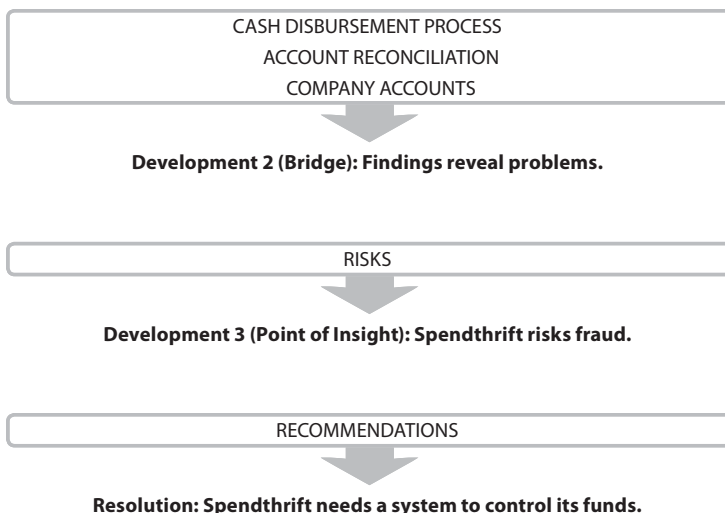 CASH DISBURSEMENT PROCESS
ACCOUNT RECONCILIATION
COMPANY ACCOUNTS
Development 2 (Bridge): Findings reveal problems.
RISKS
Development 3 (Point of Insight): Spendthrift risks fraud.
RECOMMENDATIONS
Resolution: Spendthrift needs a system to control its funds.